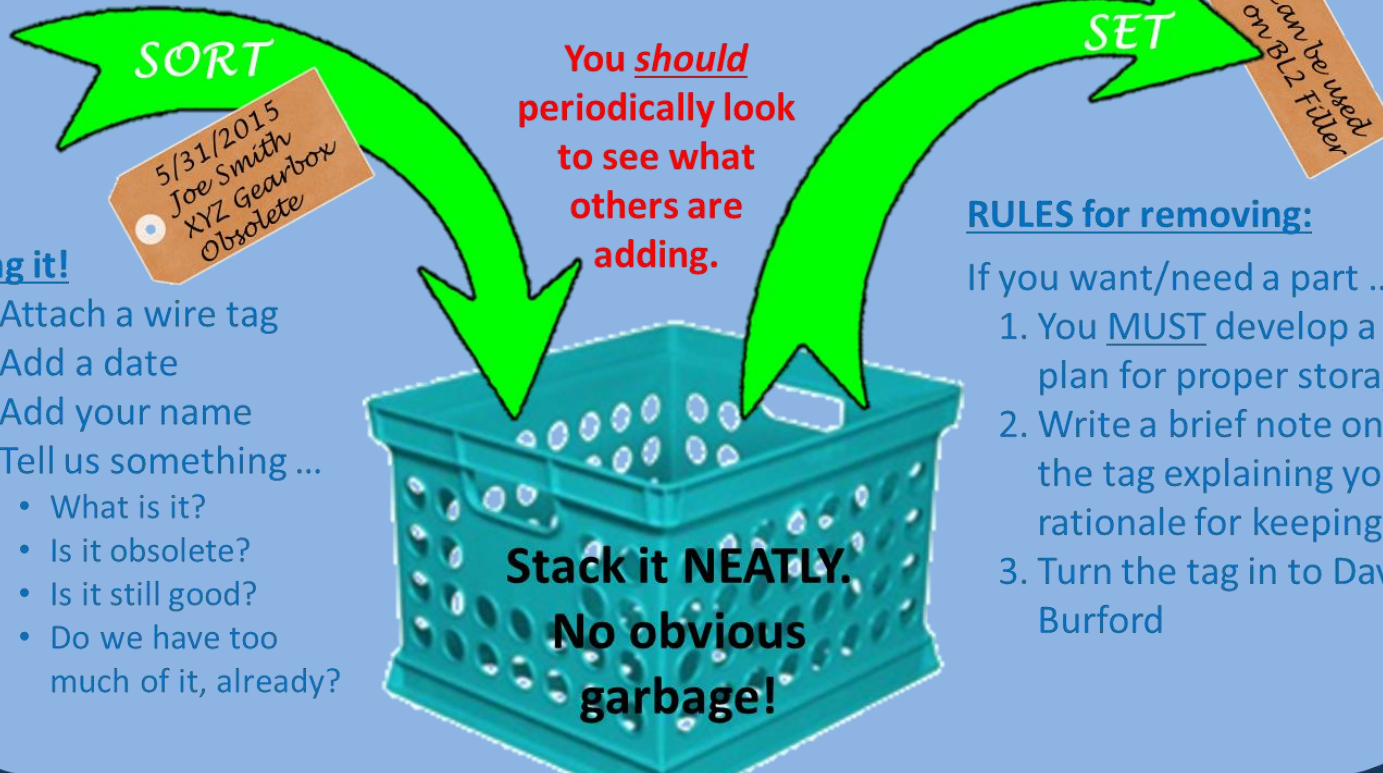 SORT
5/31/2015
Joe Smith
XYZ Gearbox
Obsolete
it!
Attach a wire tag
Add a date
Add your name
Tell us something ...
• What is it?
• Is it obsolete?
• Is it still good?
• Do we have too
much of it, already?
You should
periodically look
to see what
others are
adding.
Stack it NEATLY.
No obvious
garbage!
SET
can be used
on BL2 Filler
RULES for removing:
If you want/need a part ..
1. You MUST develop a
plan for proper
2. Write a brief note on
the tag explaining
rationale for keeping
3. Turn the tag in to
Burford